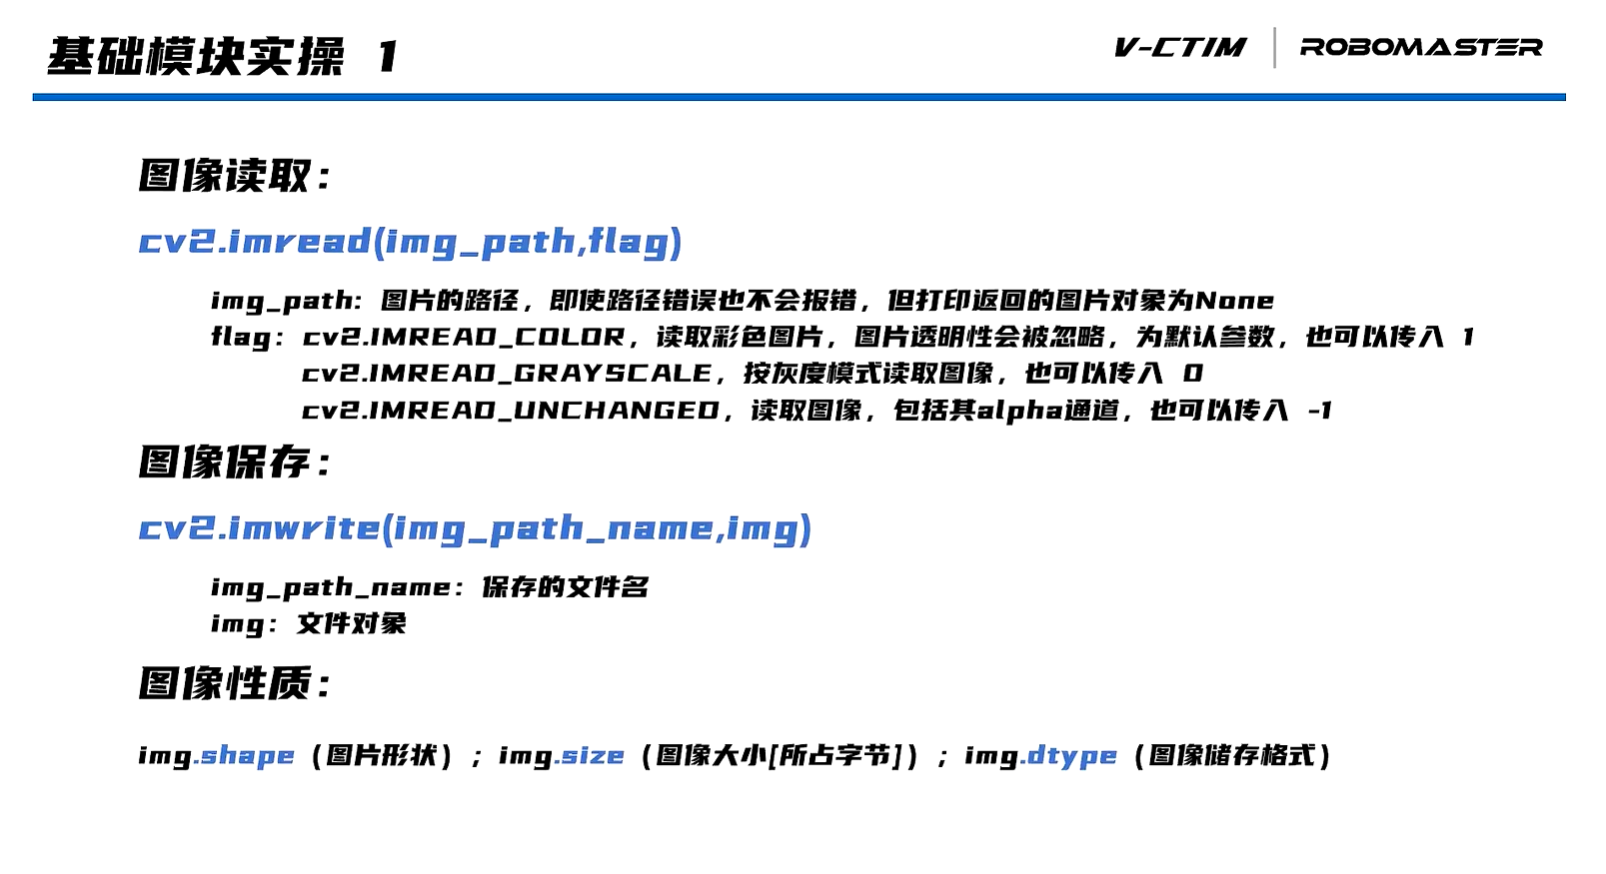 基础模块实操 1
V-CTIM | ROBOMASTER
图像读取：
cv2.imread(img_path,flag)
img_path：图片的路径，即使路径错误也不会报错，但打印返回的图片对象为None
flag：cv2.IMREAD_COLOR，读取彩色图片，图片透明性会被忽略，为默认参数，也可以传入 1
cv2.IMREAD_GRAYSCALE，按灰度模式读取图像，也可以传入 0
cv2.IMREAD_UNCHANGED，读取图像，包括其alpha通道，也可以传入 -1
图像保存：
cv2.imwrite(img_path_name,img)
img_path_name：保存的文件名
img：文件对象
图像性质：
img.shape（图片形状）；img.size（图像大小[所占字节]）；img.dtype（图像储存格式）